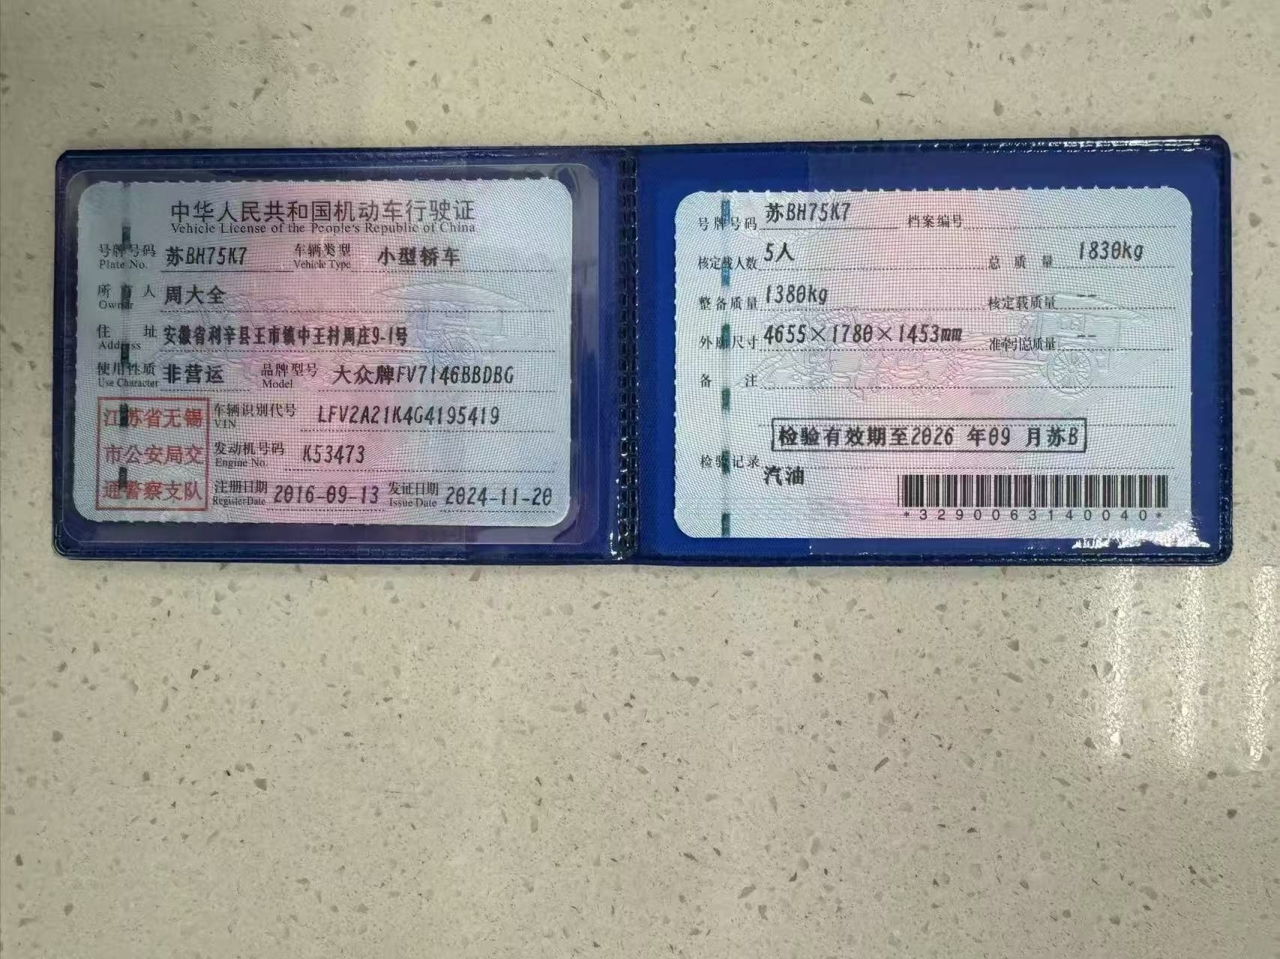 中华人民共和国机动车行驶证
Vehicle License of the People's Republic of China
号牌号码 Plate No. 苏BH75K7 车辆类型 Vehicle Type 小型轿车
所有人 Owner 周大全
住址 Address 安徽省利辛县王市镇中王村周庄9-1号
使用性质 Use Character 非营运 品牌型号 Model 大众牌FV7146BBDBG
江苏省无锡
市公安局交
通警察支队
车辆识别代号 VIN LFV2A21K4G4195419
发动机号码 Engine No. K53473
注册日期 Register Date 2016-09-13 发证日期 Issue Date 2024-11-20
号牌号码 苏BH75K7 档案编号
核定载人数 5人 总质量 1830kg
整备质量 1380kg 核定载质量 --
外廓尺寸 4655×1780×1453mm 准牵引总质量 --
备注
检验有效期至2026 年09 月苏B
检验记录
汽油
*3290063140040*